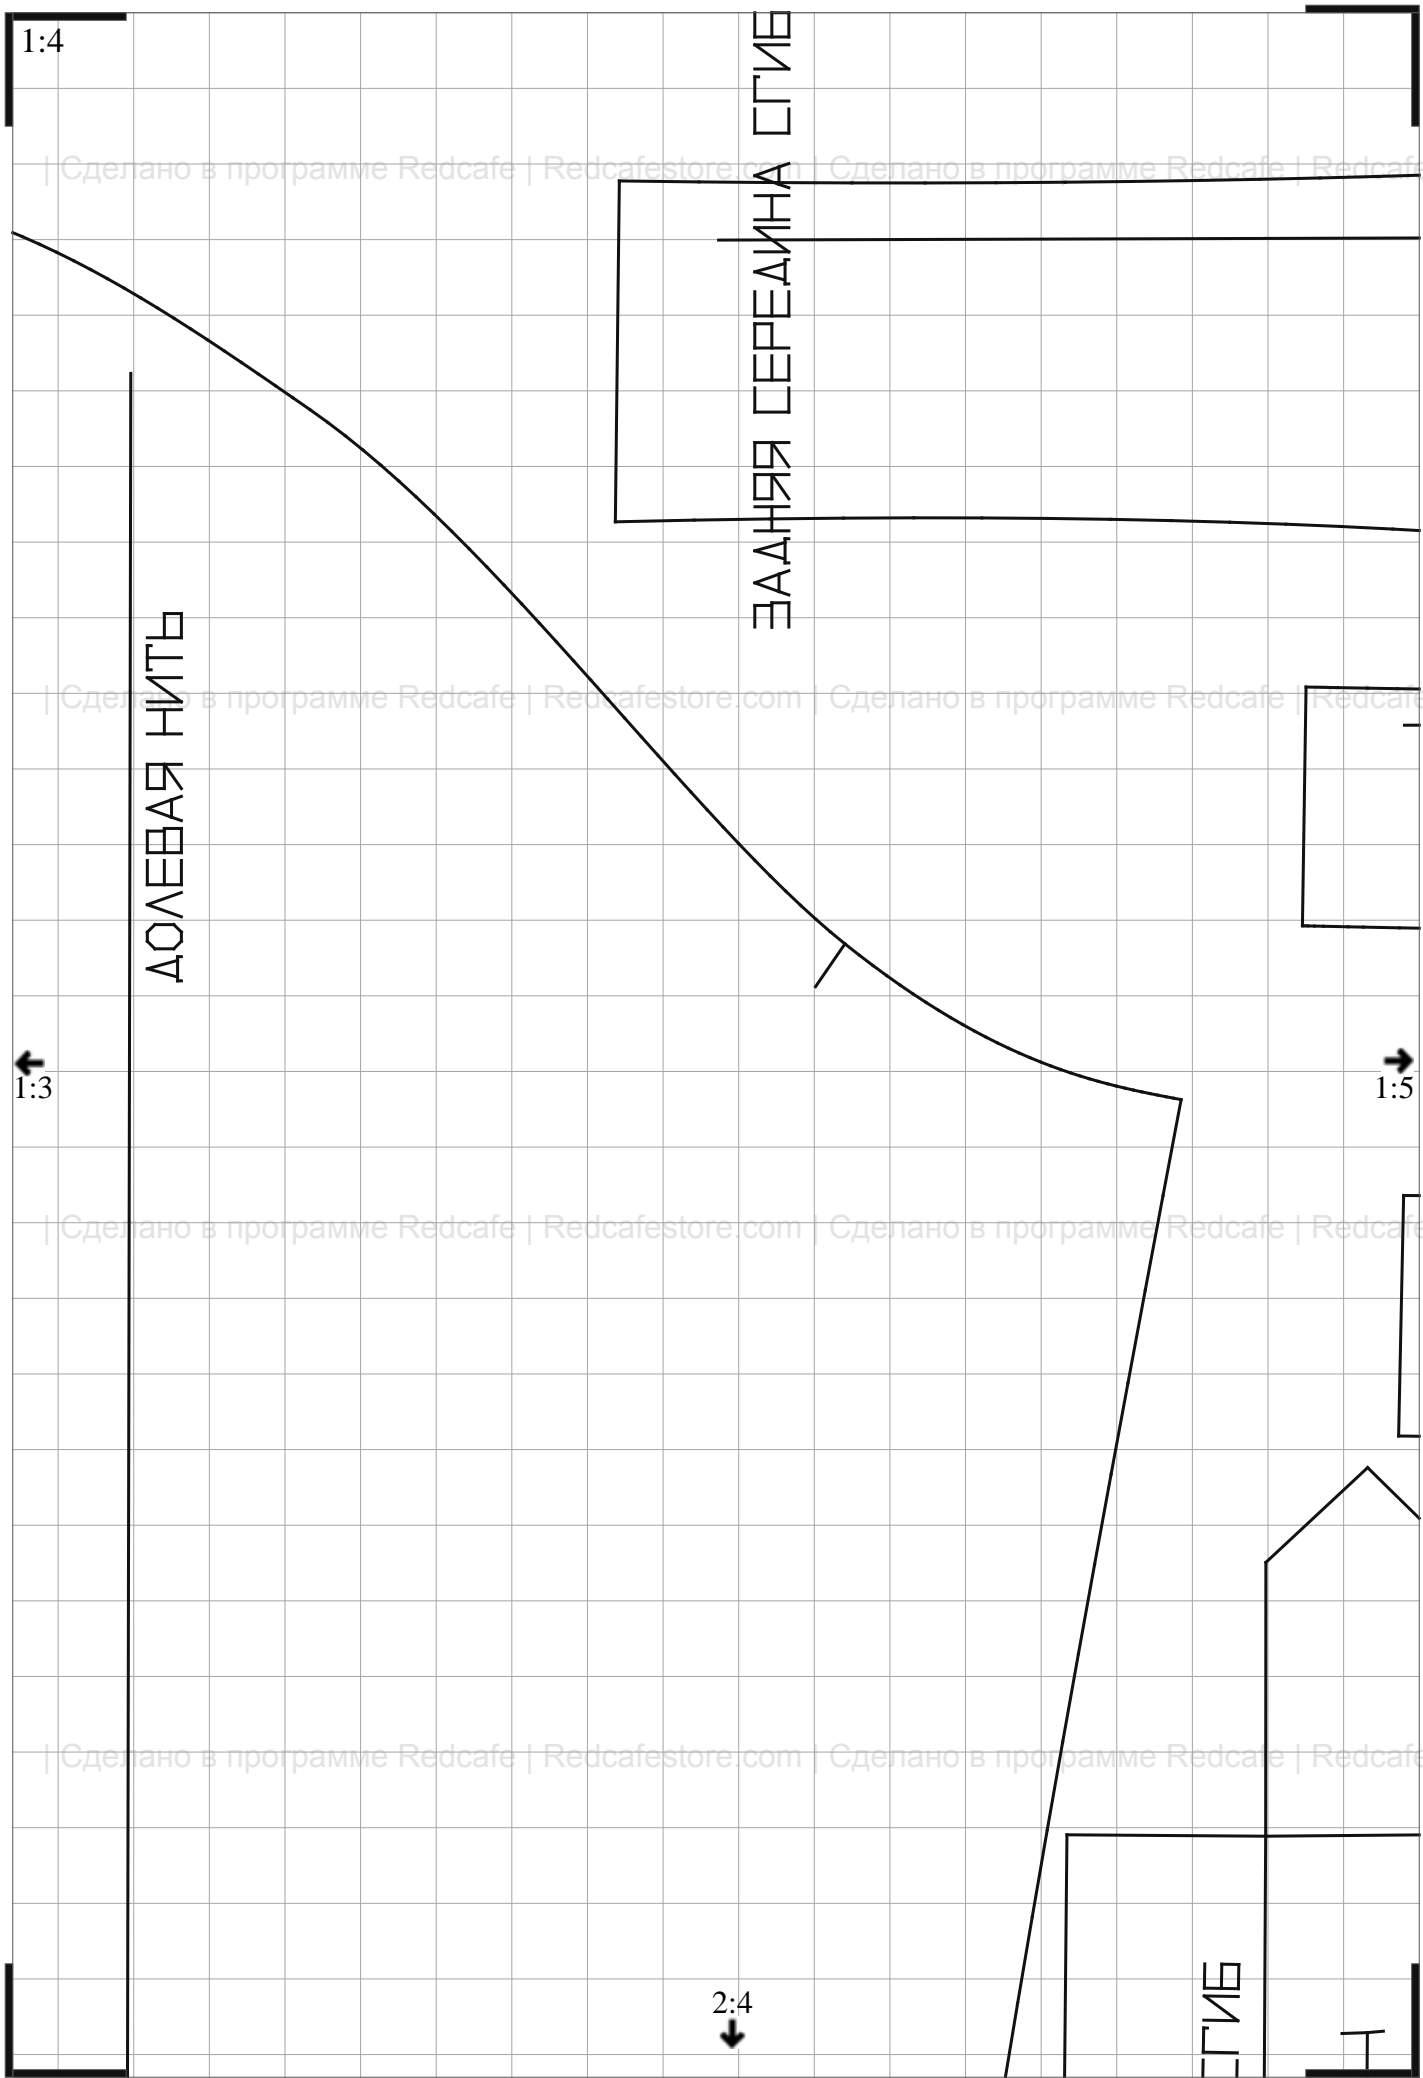 1:4
ЗАДНЯЯ СЕРЕДИНА СГИБ
| Сделано в программе Redcafe | Redcafestore.com | Сделано в программе Redcafe | Redcafe
ДОЛЕВАЯ НИТЬ
| Сделано в программе Redcafe | Redcafestore.com | Сделано в программе Redcafe | Redcafe
1:3
1:5
| Сделано в программе Redcafe | Redcafestore.com | Сделано в программе Redcafe | Redcafe
| Сделано в программе Redcafe | Redcafestore.com | Сделано в программе Redcafe | Redcafe
2:4
СГИБ